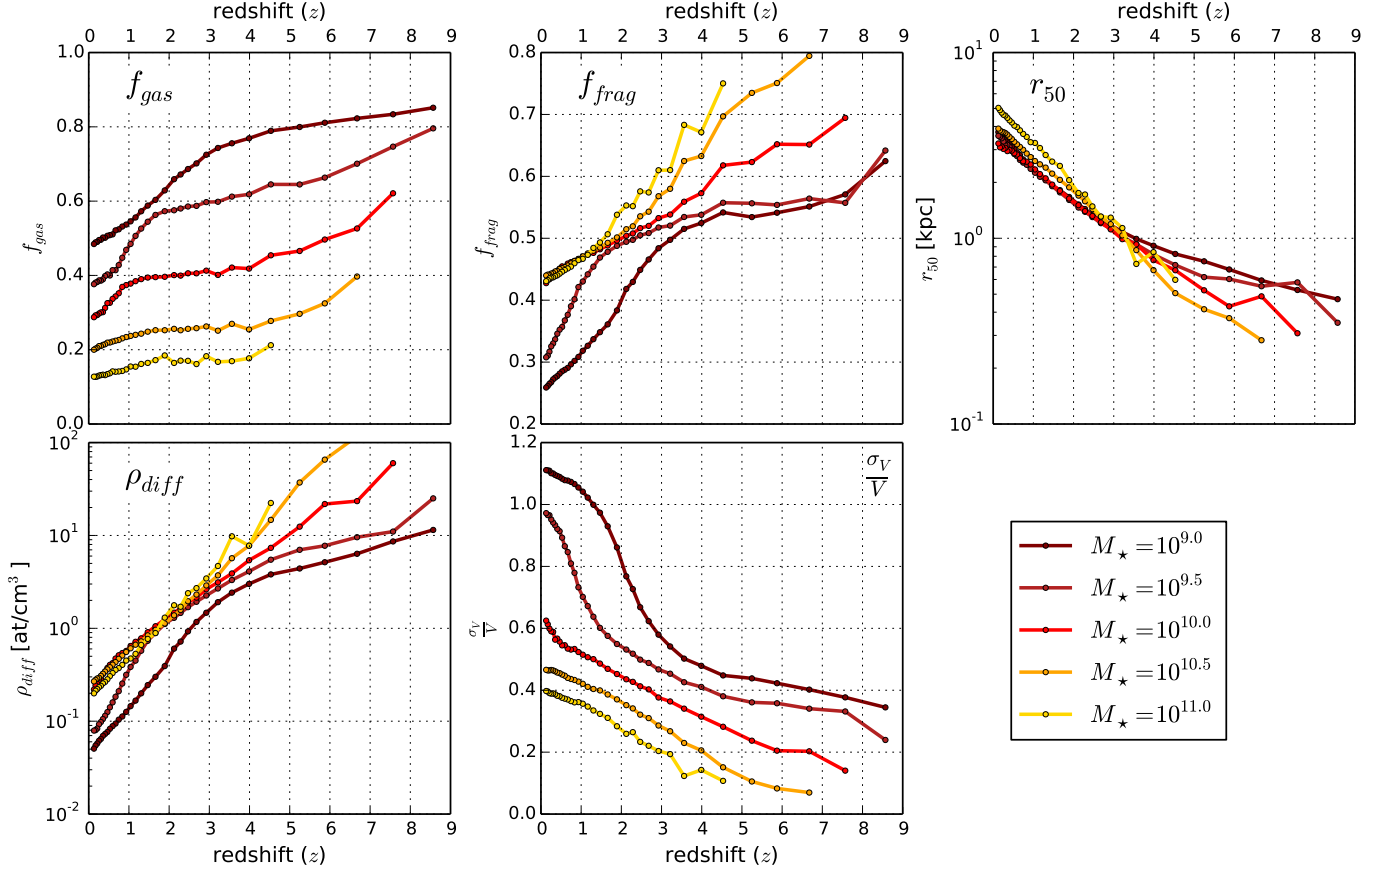 redshift (z) redshift (z) redshift (z)
0 1 2 3 4 5 6 7 8 9 0 1 2 3 4 5 6 7 8 9 0 1 2 3 4 5 6 7 8 9
1.0 0.8 0.6 0.4 0.2 0.0
f_gas
f_gas
0.8 0.7 0.6 0.5 0.4 0.3 0.2
f_frag
f_frag
10^1 10^0 10^-1
r_50 [kpc]
r_50
10^2 10^1 10^0 10^-1 10^-2
ρ_diff [at/cm^3 ]
ρ_diff
1.2 1.0 0.8 0.6 0.4 0.2 0.0
σ_V/V
σ_V/V
M_⋆=10^9.0
M_⋆=10^9.5
M_⋆=10^10.0
M_⋆=10^10.5
M_⋆=10^11.0
0 1 2 3 4 5 6 7 8 9 0 1 2 3 4 5 6 7 8 9
redshift (z) redshift (z)